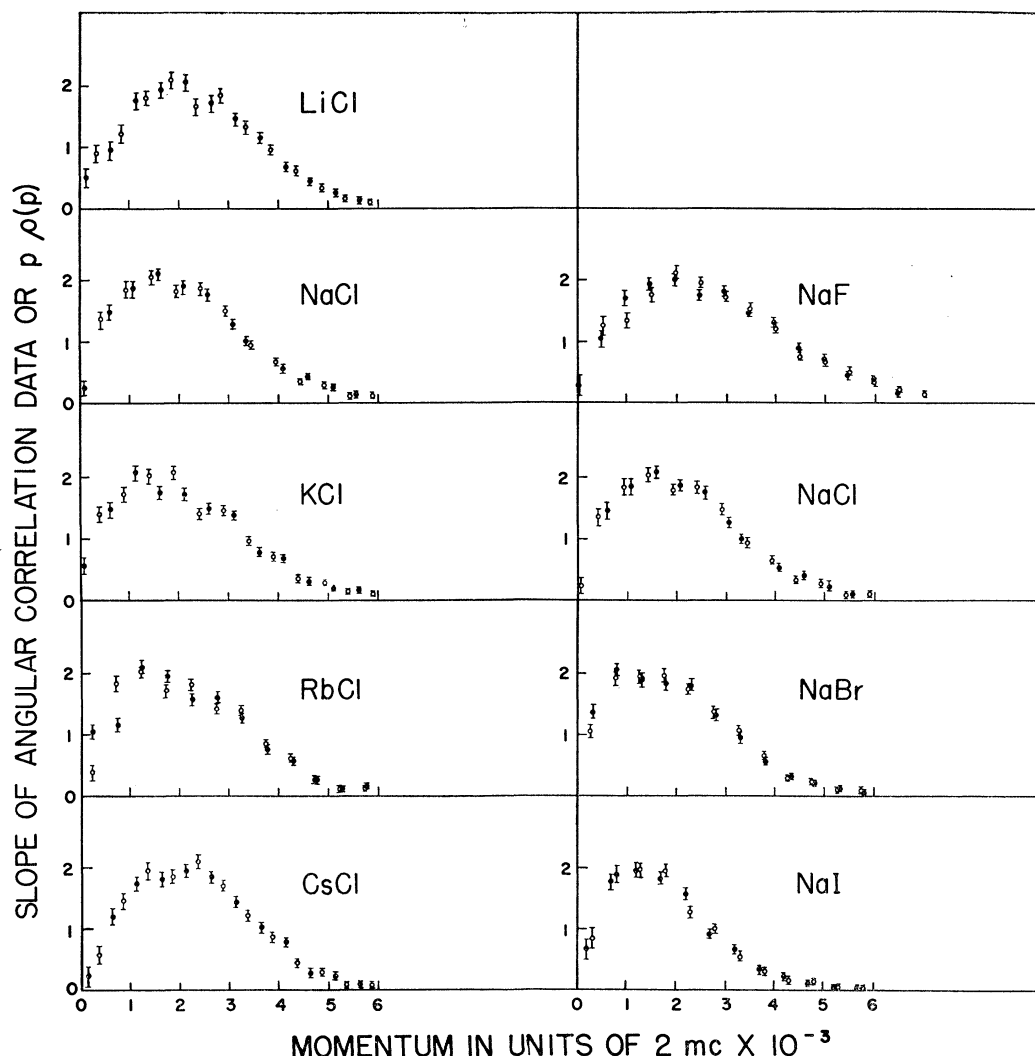 SLOPE OF ANGULAR CORRELATION DATA OR p ρ(p)
LiCl
2
1
0
NaCl
2
1
0
NaF
2
1
0
KCl
2
1
0
NaCl
2
1
0
RbCl
2
1
0
NaBr
2
1
0
CsCl
2
1
0
NaI
2
1
0 1 2 3 4 5 6
0 1 2 3 4 5 6
MOMENTUM IN UNITS OF 2 mc X 10⁻³